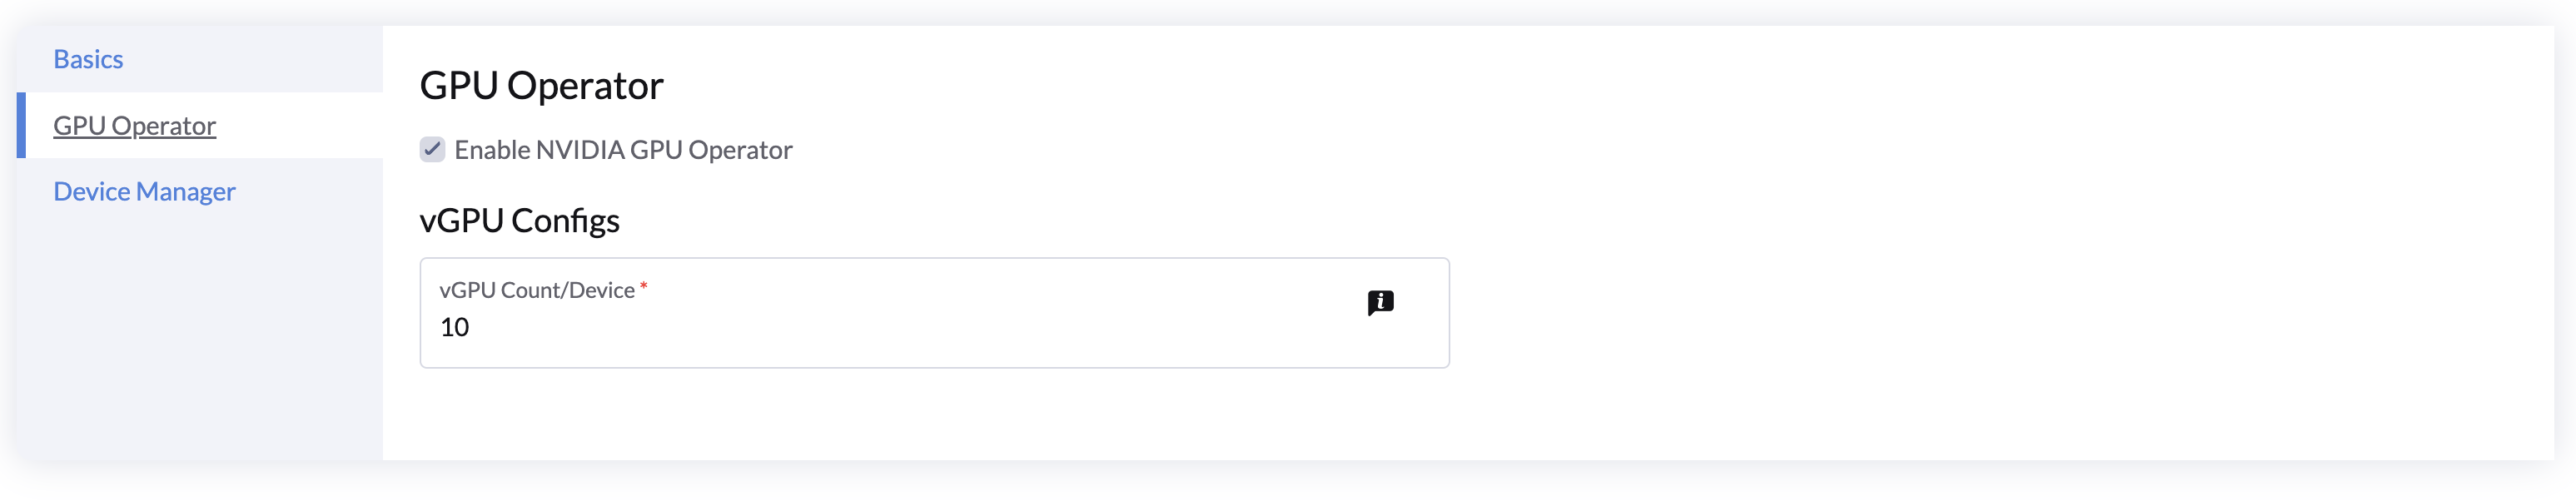 Basics
GPU Operator
Device Manager
GPU Operator
Enable NVIDIA GPU Operator
vGPU Configs
vGPU Count/Device *
10